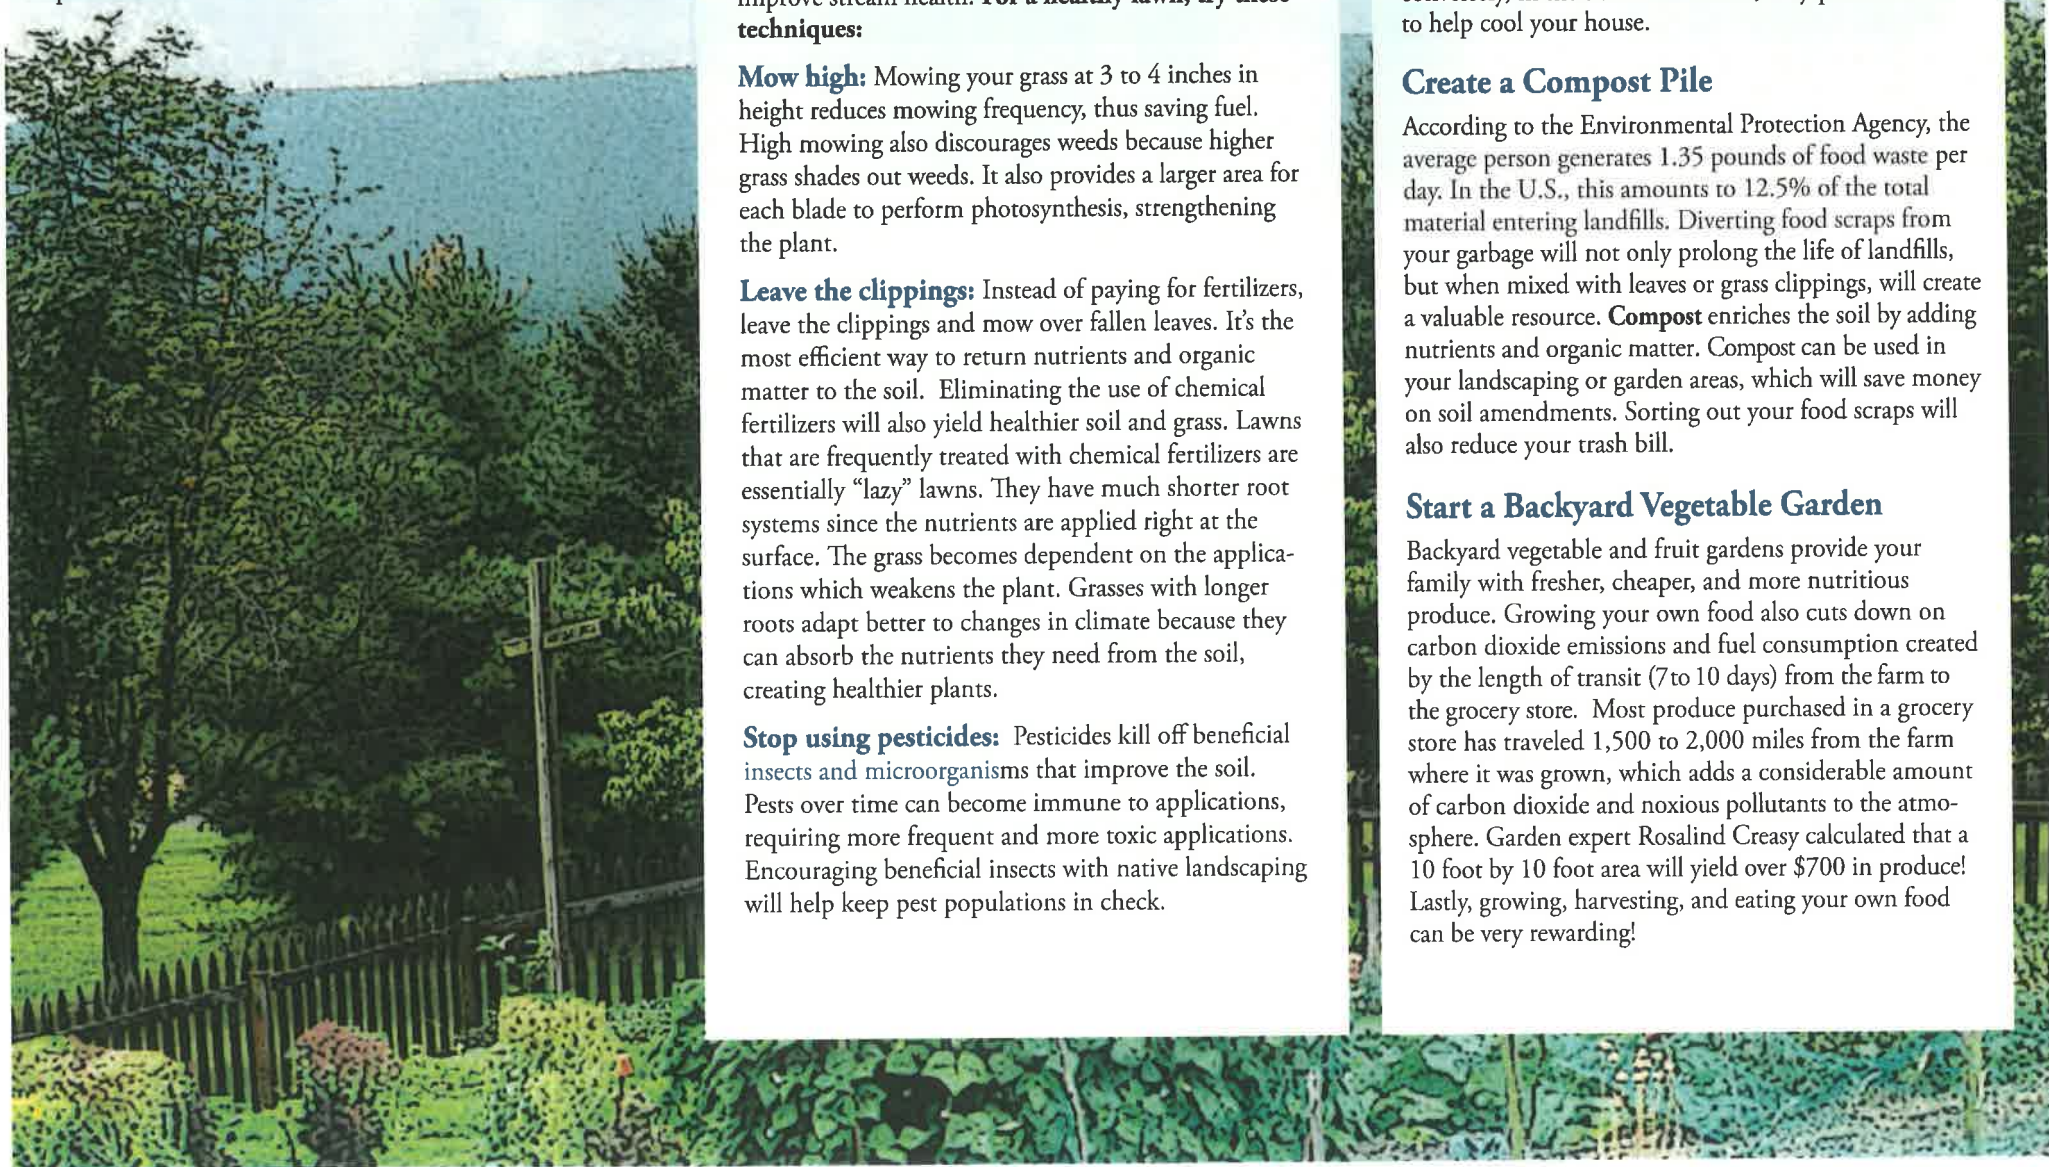 improve stream health. For a healthy lawn, try these
techniques:
Mow high: Mowing your grass at 3 to 4 inches in
height reduces mowing frequency, thus saving fuel.
High mowing also discourages weeds because higher
grass shades out weeds. It also provides a larger area for
each blade to perform photosynthesis, strengthening
the plant.
Leave the clippings: Instead of paying for fertilizers,
leave the clippings and mow over fallen leaves. It's the
most efficient way to return nutrients and organic
matter to the soil.  Eliminating the use of chemical
fertilizers will also yield healthier soil and grass. Lawns
that are frequently treated with chemical fertilizers are
essentially “lazy” lawns. They have much shorter root
systems since the nutrients are applied right at the
surface. The grass becomes dependent on the applica-
tions which weakens the plant. Grasses with longer
roots adapt better to changes in climate because they
can absorb the nutrients they need from the soil,
creating healthier plants.
Stop using pesticides:  Pesticides kill off beneficial
insects and microorganisms that improve the soil.
Pests over time can become immune to applications,
requiring more frequent and more toxic applications.
Encouraging beneficial insects with native landscaping
will help keep pest populations in check.
to help cool your house.
Create a Compost Pile
According to the Environmental Protection Agency, the
average person generates 1.35 pounds of food waste per
day. In the U.S., this amounts to 12.5% of the total
material entering landfills. Diverting food scraps from
your garbage will not only prolong the life of landfills,
but when mixed with leaves or grass clippings, will create
a valuable resource. Compost enriches the soil by adding
nutrients and organic matter. Compost can be used in
your landscaping or garden areas, which will save money
on soil amendments. Sorting out your food scraps will
also reduce your trash bill.
Start a Backyard Vegetable Garden
Backyard vegetable and fruit gardens provide your
family with fresher, cheaper, and more nutritious
produce. Growing your own food also cuts down on
carbon dioxide emissions and fuel consumption created
by the length of transit (7 to 10 days) from the farm to
the grocery store.  Most produce purchased in a grocery
store has traveled 1,500 to 2,000 miles from the farm
where it was grown, which adds a considerable amount
of carbon dioxide and noxious pollutants to the atmo-
sphere. Garden expert Rosalind Creasy calculated that a
10 foot by 10 foot area will yield over $700 in produce!
Lastly, growing, harvesting, and eating your own food
can be very rewarding!